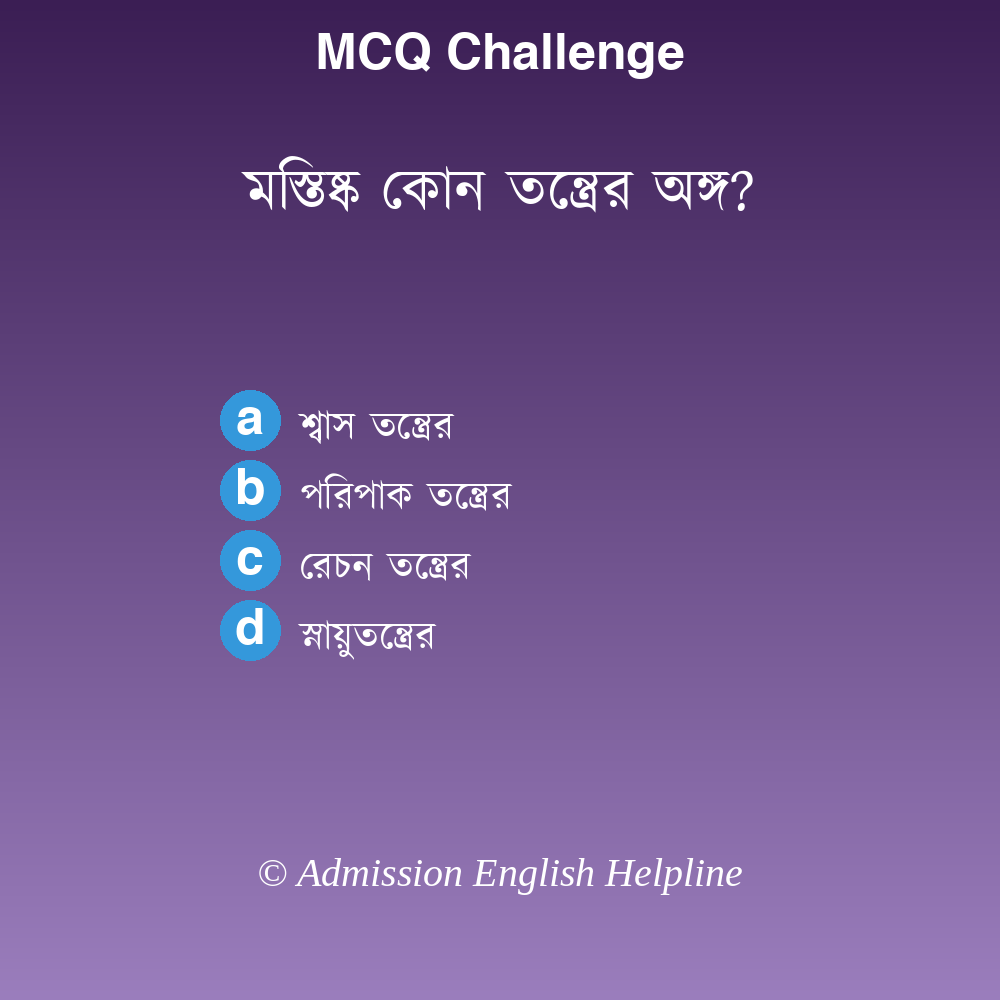 MCQ Challenge
মস্তিষ্ক কোন তন্ত্রের অঙ্গ?
a শ্বাস তন্ত্রের
b পরিপাক তন্ত্রের
c রেচন তন্ত্রের
d স্নায়ুতন্ত্রের
© Admission English Helpline